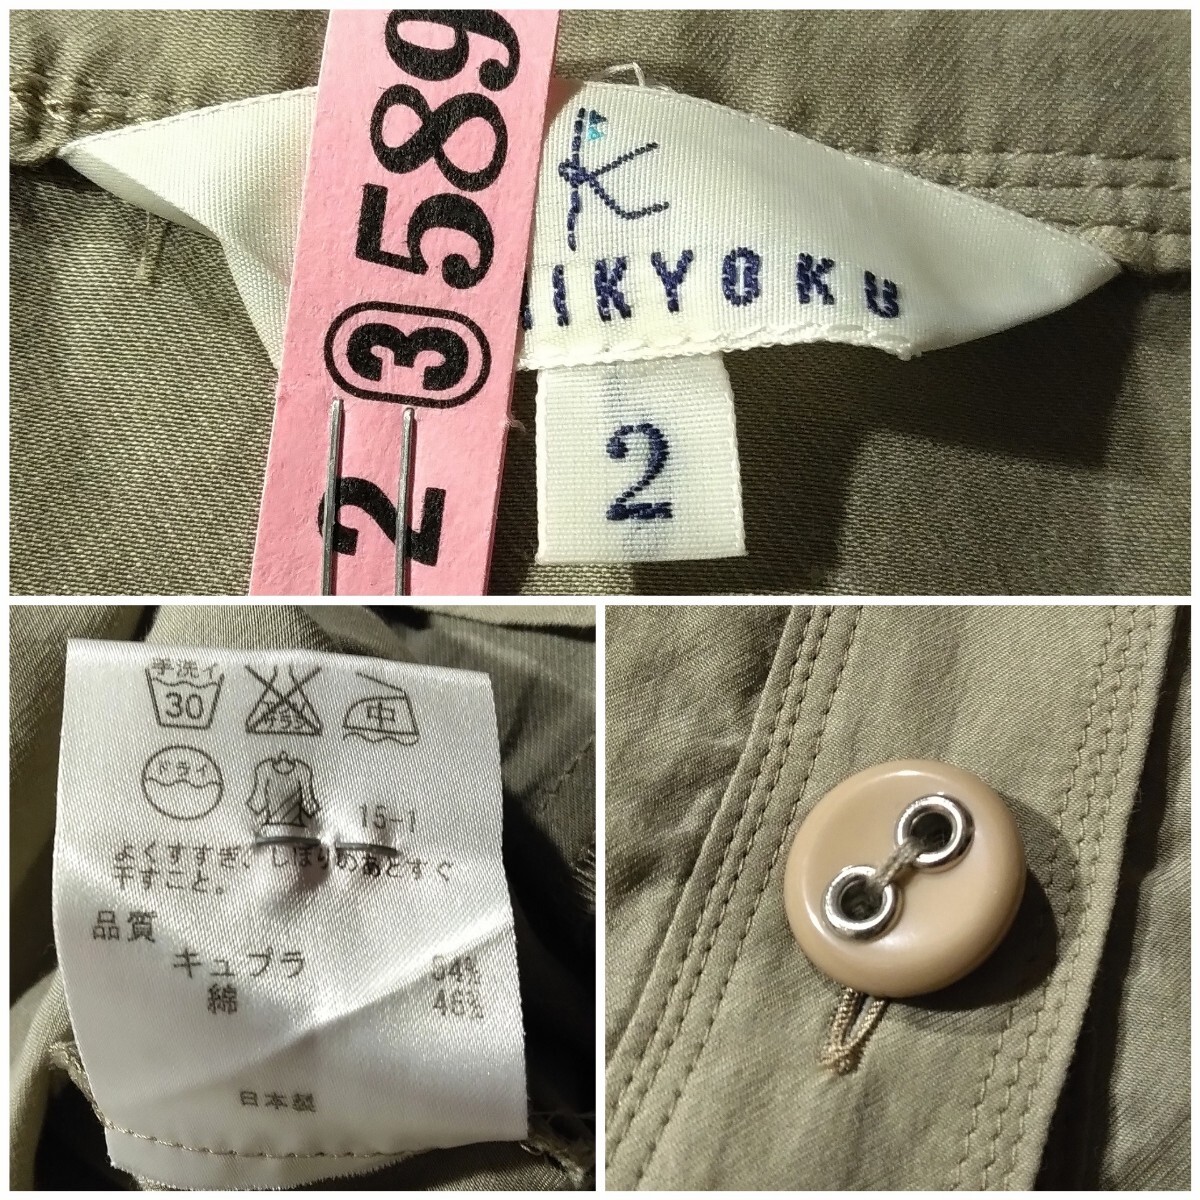 2③589
K
IKYOKU
2
手洗イ
30
中
ドライ
15-1
よくすすぎ、しぼりのあとすぐ
干すこと。
品質
キュプラ 54%
綿 46%
日本製